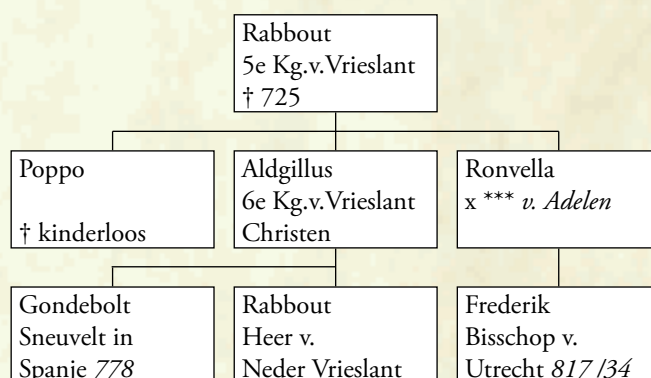 Rabbout
5e Kg.v.Vrieslant
† 725
Poppo
† kinderloos
Aldgillus
6e Kg.v.Vrieslant
Christen
Ronvella
x *** v. Adelen
Gondebolt
Sneuvelt in
Spanje 778
Rabbout
Heer v.
Neder Vrieslant
Frederik
Bisschop v.
Utrecht 817 /34